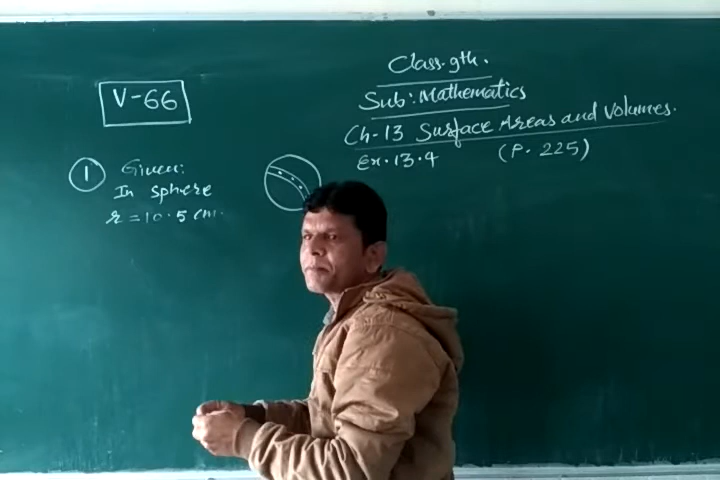 V-66
Class. 9th.
Sub: Mathematics
Ch-13 Surface Areas and Volumes.
Ex. 13.4 (P. 225)
1 Given:
In sphere
r = 10.5 cm.